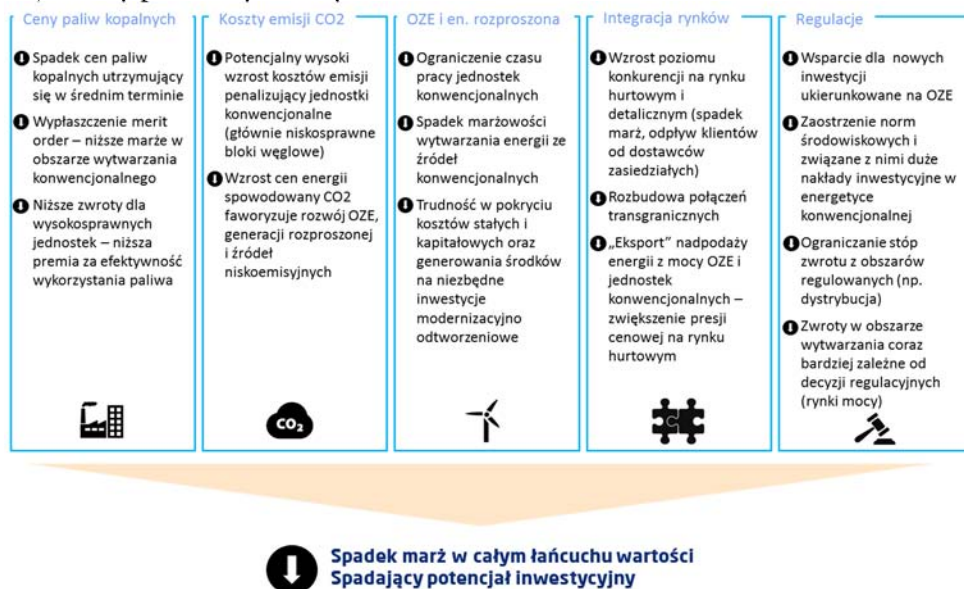 Ceny paliw kopalnych
Spadek cen paliw
kopalnych utrzymujący
się w średnim terminie
Wypłaszczenie merit
order – niższe marże w
obszarze wytwarzania
konwencjonalnego
Niższe zwroty dla
wysokosprawnych
jednostek – niższa
premia za efektywność
wykorzystania paliwa
Koszty emisji CO2
Potencjalny wysoki
wzrost kosztów emisji
penalizujący jednostki
konwencjonalne
(głównie niskosprawne
bloki węglowe)
Wzrost cen energii
spowodowany CO2
faworyzuje rozwój OZE,
generacji rozproszonej
i źródeł
niskoemisyjnych
CO₂
OZE i en. rozproszona
Ograniczenie czasu
pracy jednostek
konwencjonalnych
Spadek marżowości
wytwarzania energii ze
źródeł
konwencjonalnych
Trudność w pokryciu
kosztów stałych i
kapitałowych oraz
generowania środków
na niezbędne
inwestycje
modernizacyjno
odtworzeniowe
Integracja rynków
Wzrost poziomu
konkurencji na rynku
hurtowym i
detalicznym (spadek
marż, odpływ klientów
od dostawców
zasiedziałych)
Rozbudowa połączeń
transgranicznych
„Eksport” nadpodaży
energii z mocy OZE i
jednostek
konwencjonalnych –
zwiększenie presji
cenowej na rynku
hurtowym
Regulacje
Wsparcie dla nowych
inwestycji
ukierunkowane na OZE
Zaostrzenie norm
środowiskowych i
związane z nimi duże
nakłady inwestycyjne w
energetyce
konwencjonalnej
Ograniczanie stóp
zwrotu z obszarów
regulowanych (np.
dystrybucja)
Zwroty w obszarze
wytwarzania coraz
bardziej zależne od
decyzji regulacyjnych
(rynki mocy)
Spadek marż w całym łańcuchu wartości
Spadający potencjał inwestycyjny